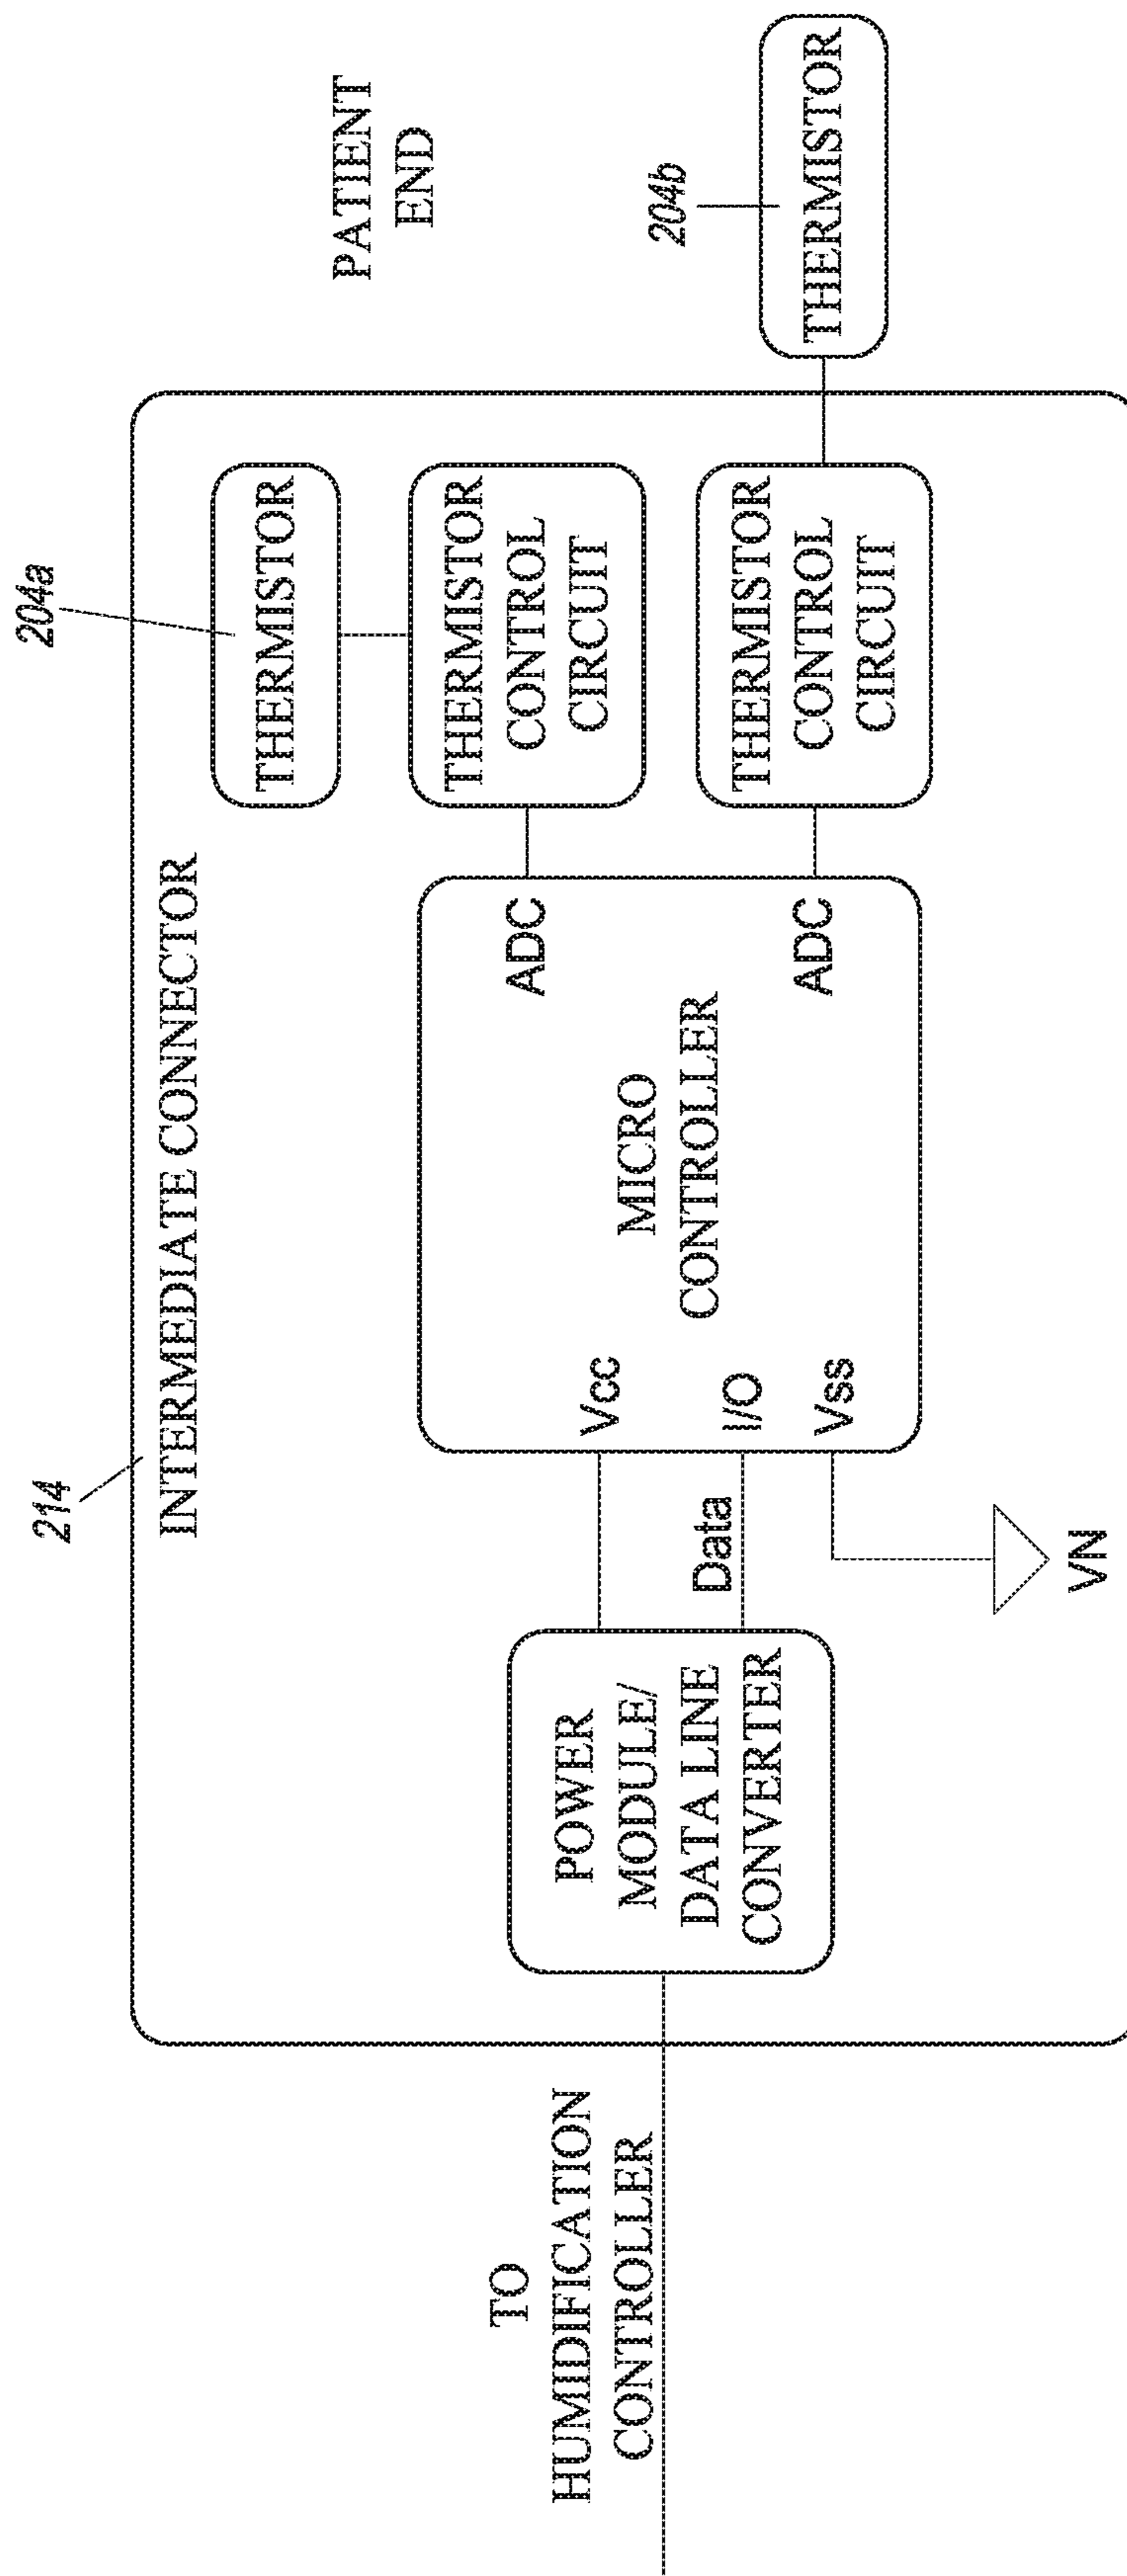 214
204a
INTERMEDIATE CONNECTOR
PATIENT
END
TO
HUMIDIFICATION
CONTROLLER
POWER
MODULE/
DATA LINE
CONVERTER
Data
Vcc
I/O
Vss
VN
MICRO
CONTROLLER
ADC
ADC
THERMISTOR
THERMISTOR
CONTROL
CIRCUIT
THERMISTOR
CONTROL
CIRCUIT
204b
THERMISTOR